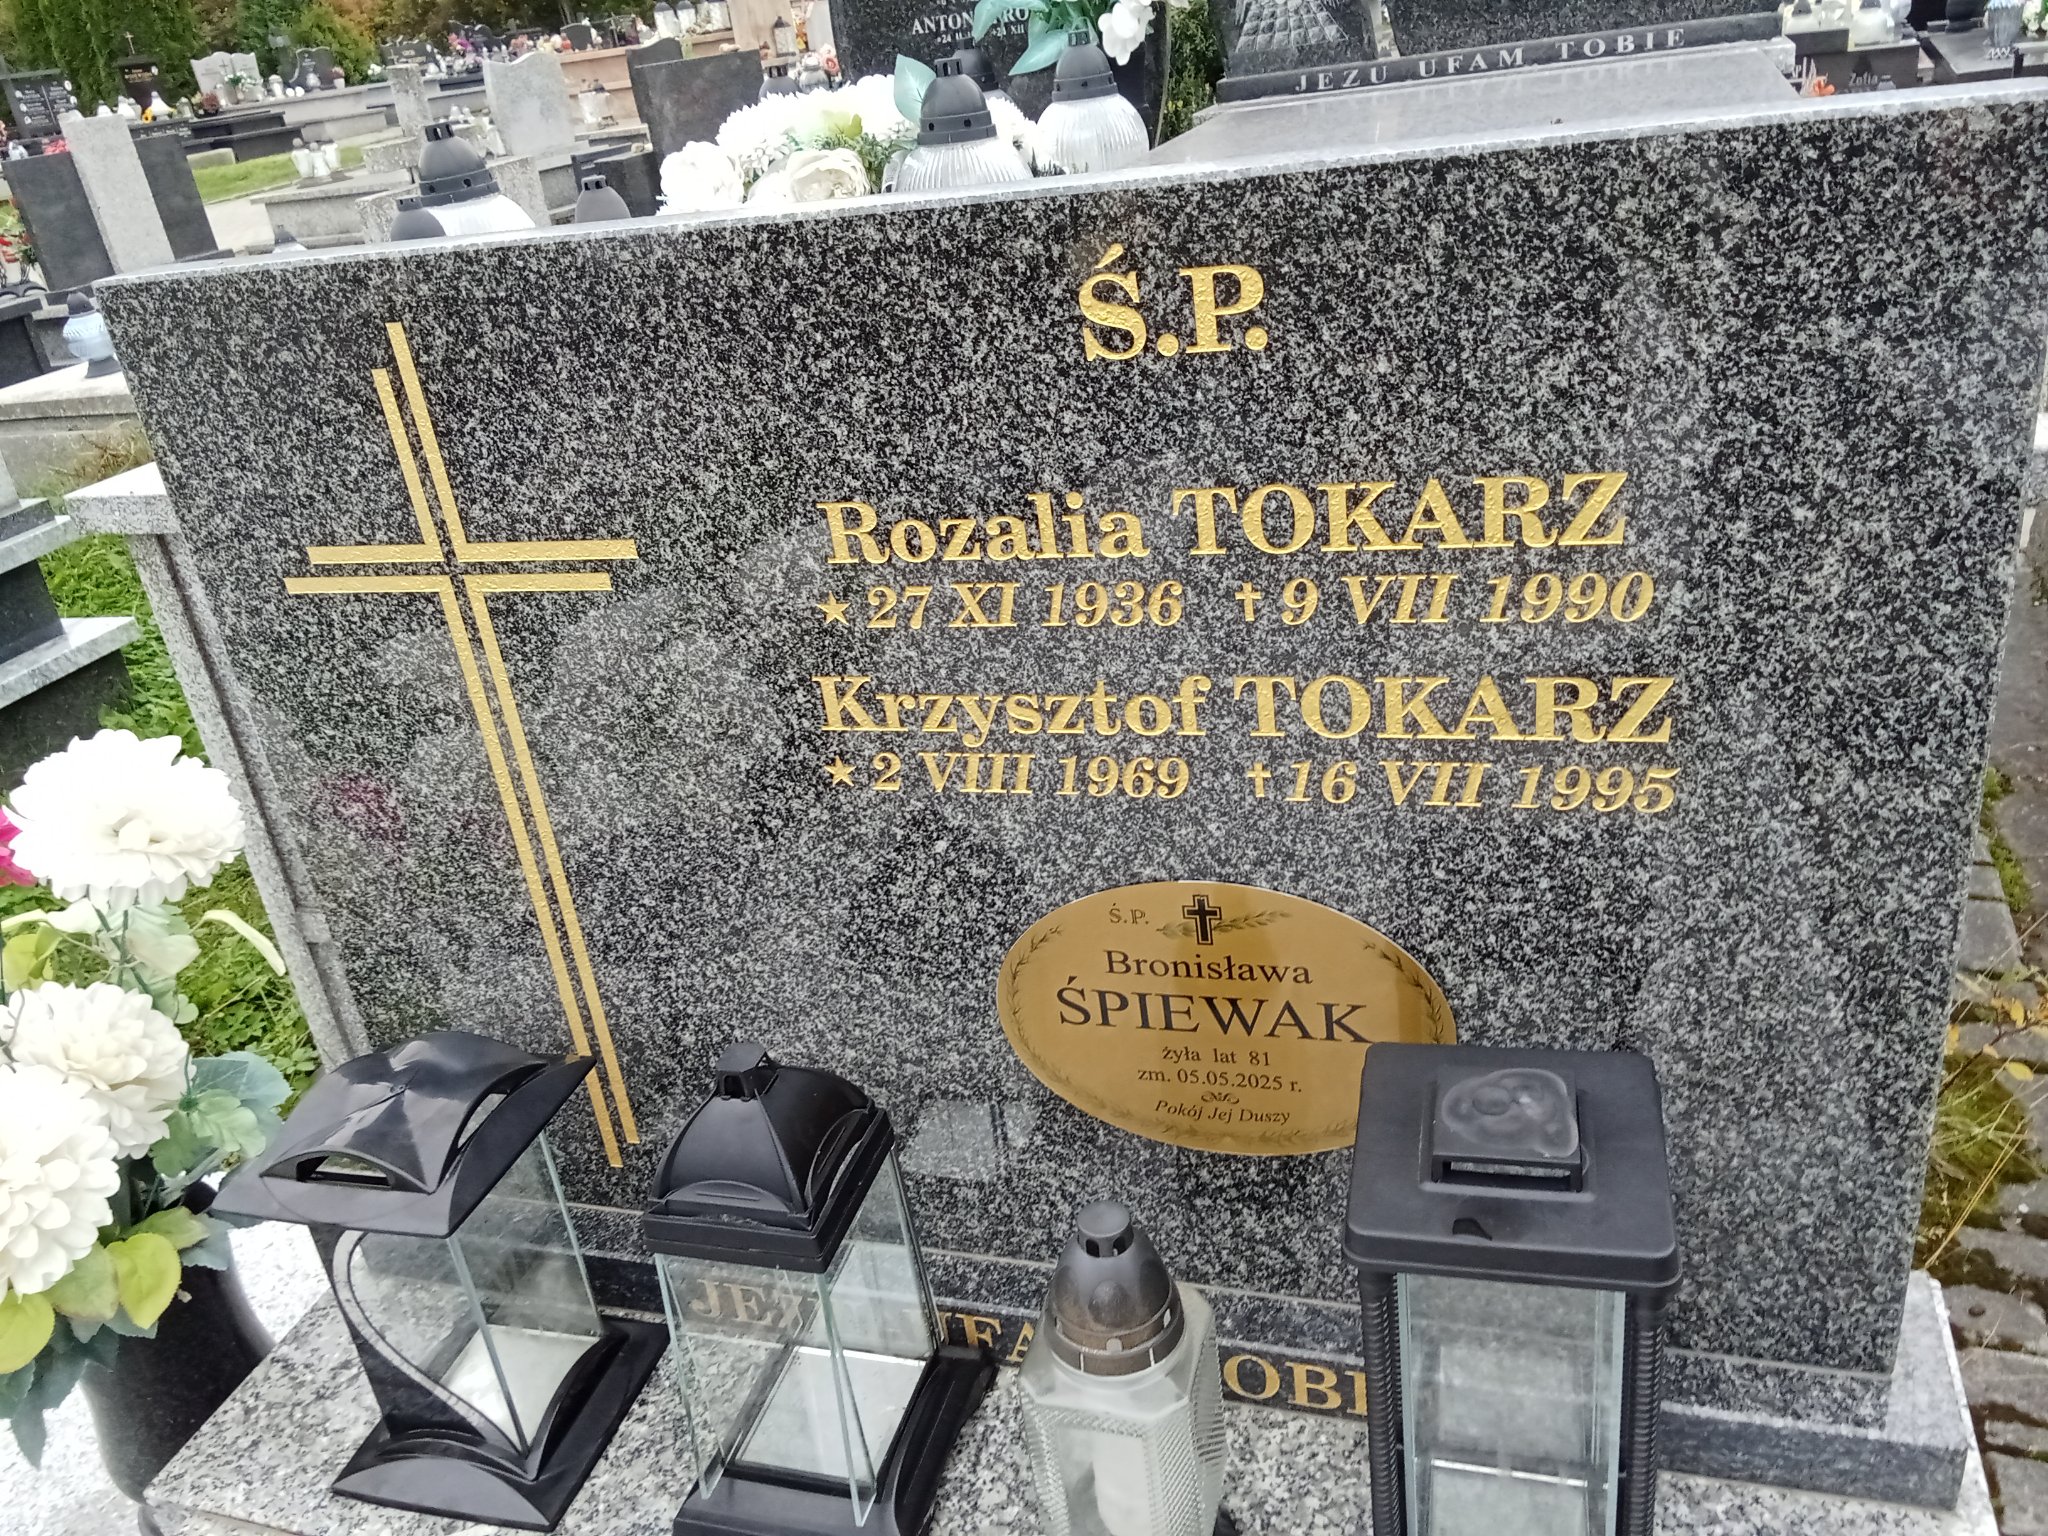 JEZU UFAM TOBIE
Ś.P.
Rozalia TOKARZ
★ 27 XI 1936 ✝ 9 VII 1990
Krzysztof TOKARZ
★ 2 VIII 1969 ✝ 16 VII 1995
Ś.P.
Bronisława
ŚPIEWAK
żyła lat 81
zm. 05.05.2025 r.
Pokój Jej Duszy